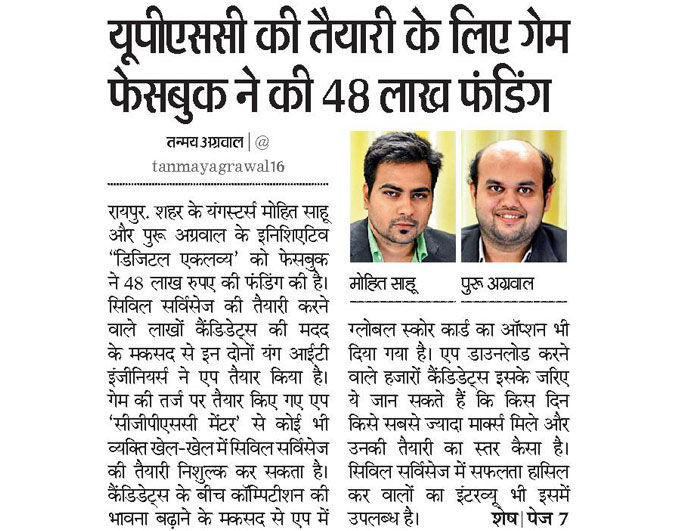 यूपीएससी की तैयारी के लिए गेम
फेसबुक ने की 48 लाख फंडिंग
तन्मय अग्रवाल | @
tanmayagrawal16
रायपुर. शहर के यंगस्टर्स मोहित साहू
और पुरू अग्रवाल के इनिशिएटिव
“डिजिटल एकलव्य’ को फेसबुक
ने 48 लाख रुपए की फंडिंग की है।
सिविल सर्विसेज की तैयारी करने
वाले लाखों कैंडिडेट्स की मदद
के मकसद से इन दोनों यंग आईटी
इंजीनियर्स ने एप तैयार किया है।
गेम की तर्ज पर तैयार किए गए एप
‘सीजीपीएससी मेंटर’ से कोई भी
व्यक्ति खेल-खेल में सिविल सर्विसेज
की तैयारी निशुल्क कर सकता है।
कैंडिडेट्स के बीच कॉम्पिटीशन की
भावना बढ़ाने के मकसद से एप में
मोहित साहू
पुरू अग्रवाल
ग्लोबल स्कोर कार्ड का ऑप्शन भी
दिया गया है। एप डाउनलोड करने
वाले हजारों कैंडिडेट्स इसके जरिए
ये जान सकते हैं कि किस दिन
किसे सबसे ज्यादा मार्क्स मिले और
उनकी तैयारी का स्तर कैसा है।
सिविल सर्विसेज में सफलता हासिल
कर वालों का इंटरव्यू भी इसमें
उपलब्ध है। शेष | पेज 7